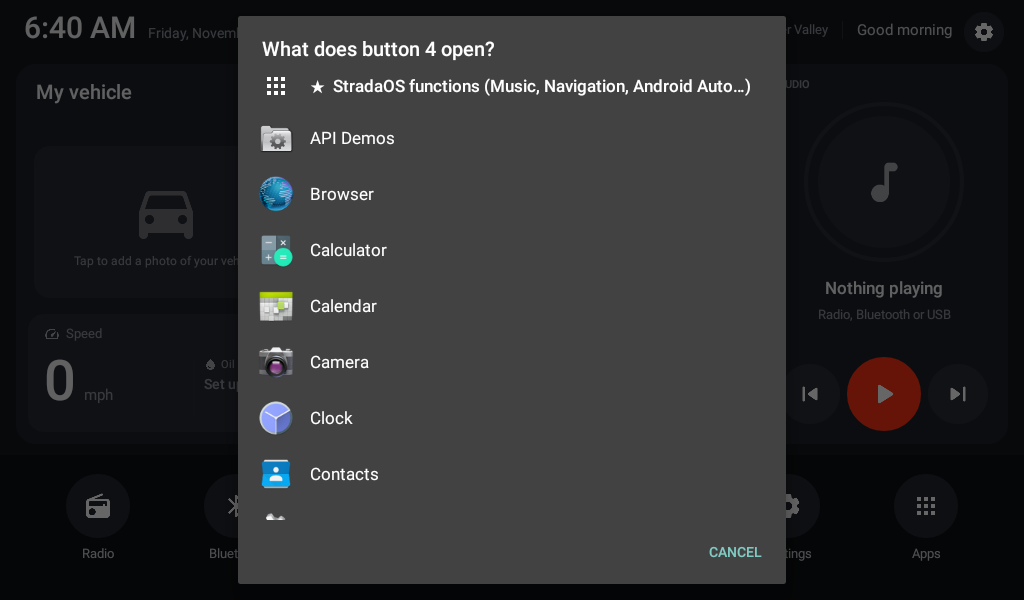 6:40 AM
Friday, Novem
er Valley
Good morning
My vehicle
Tap to add a photo of your veh
Speed
0 mph
Oil
Set up
What does button 4 open?
★ StradaOS functions (Music, Navigation, Android Auto…)
API Demos
Browser
Calculator
Calendar
Camera
Clock
Contacts
CANCEL
UDIO
Nothing playing
Radio, Bluetooth or USB
Radio
Bluet
tings
Apps